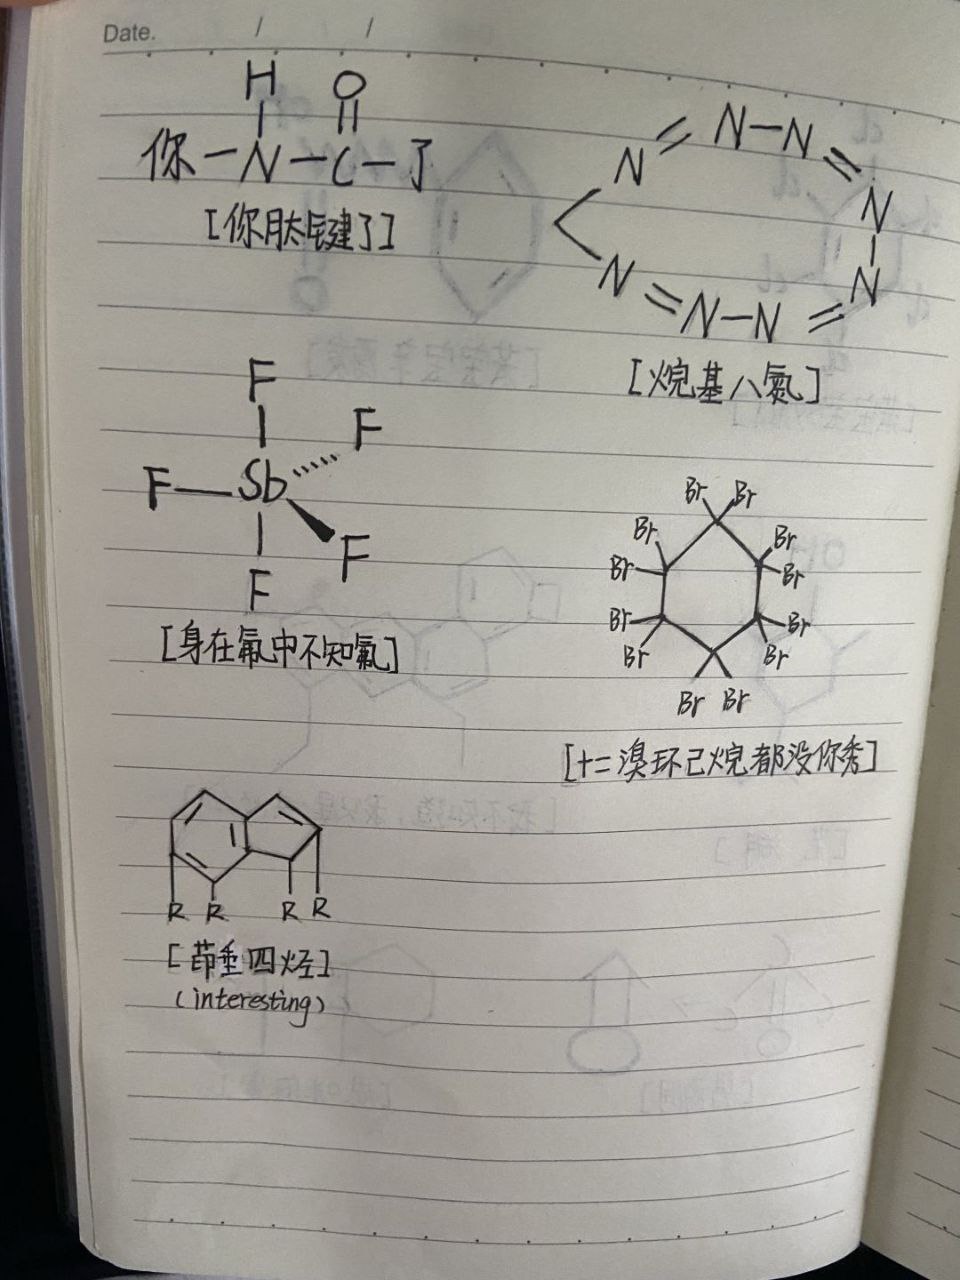 Date. / /
H O
你-N-C-了
[你肽键了]
N=N-N=N
N=N-N=N
[烷基八氮]
F
F
F-Sb
F
F
[身在氟中不知氟]
Br Br
Br Br
Br Br
Br Br
Br Br
Br Br
[十二溴环己烷都没你秀]
R R R R
[茚垂四烃]
(interesting)